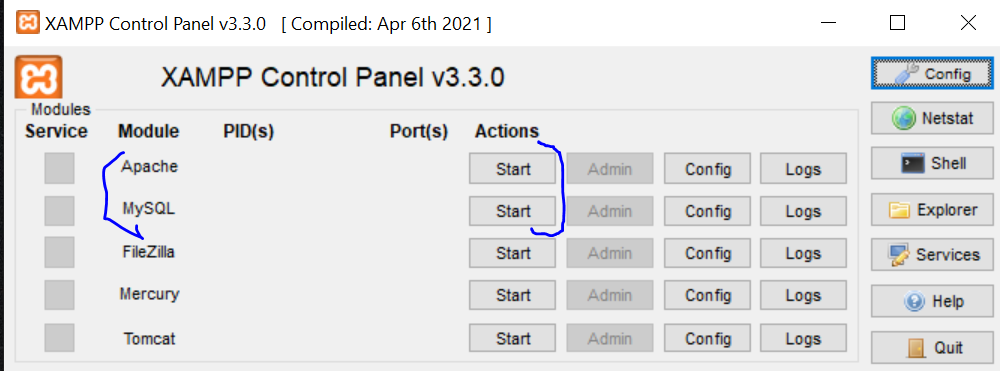 XAMPP Control Panel v3.3.0 [ Compiled: Apr 6th 2021 ]
XAMPP Control Panel v3.3.0
Config
Modules
Service Module PID(s) Port(s) Actions
Netstat
Apache Start Admin Config Logs
Shell
MySQL Start Admin Config Logs
Explorer
FileZilla Start Admin Config Logs
Services
Mercury Start Admin Config Logs
Help
Tomcat Start Admin Config Logs
Quit